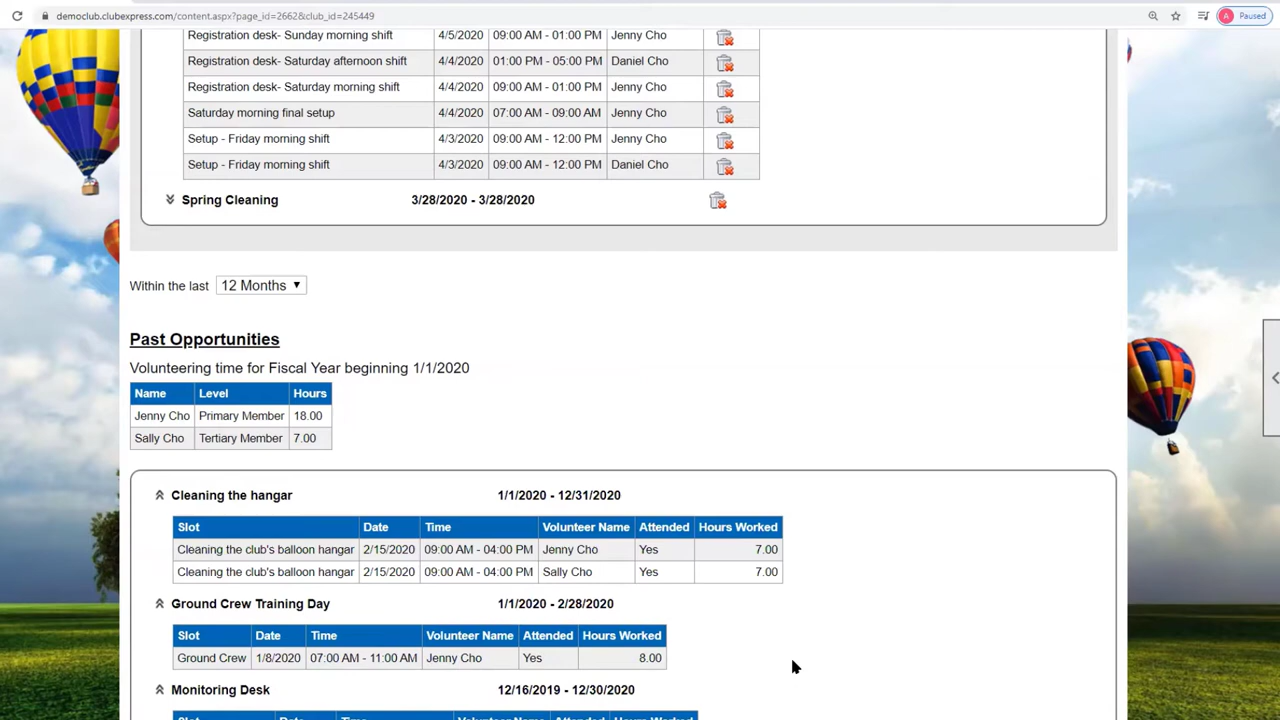 democlub.clubexpress.com/content.aspx?page_id=2662&club_id=245449 A Paused
Registration desk- Sunday morning shift 4/5/2020 09:00 AM - 01:00 PM Jenny Cho
Registration desk- Saturday afternoon shift 4/4/2020 01:00 PM - 05:00 PM Daniel Cho
Registration desk- Saturday morning shift 4/4/2020 09:00 AM - 01:00 PM Jenny Cho
Saturday morning final setup 4/4/2020 07:00 AM - 09:00 AM Jenny Cho
Setup - Friday morning shift 4/3/2020 09:00 AM - 12:00 PM Jenny Cho
Setup - Friday morning shift 4/3/2020 09:00 AM - 12:00 PM Daniel Cho
Spring Cleaning 3/28/2020 - 3/28/2020
Within the last 12 Months
Past Opportunities
Volunteering time for Fiscal Year beginning 1/1/2020
Name Level Hours
Jenny Cho Primary Member 18.00
Sally Cho Tertiary Member 7.00
Cleaning the hangar 1/1/2020 - 12/31/2020
Slot Date Time Volunteer Name Attended Hours Worked
Cleaning the club's balloon hangar 2/15/2020 09:00 AM - 04:00 PM Jenny Cho Yes 7.00
Cleaning the club's balloon hangar 2/15/2020 09:00 AM - 04:00 PM Sally Cho Yes 7.00
Ground Crew Training Day 1/1/2020 - 2/28/2020
Slot Date Time Volunteer Name Attended Hours Worked
Ground Crew 1/8/2020 07:00 AM - 11:00 AM Jenny Cho Yes 8.00
Monitoring Desk 12/16/2019 - 12/30/2020
Slot Date Time Volunteer Name Attended Hours Worked